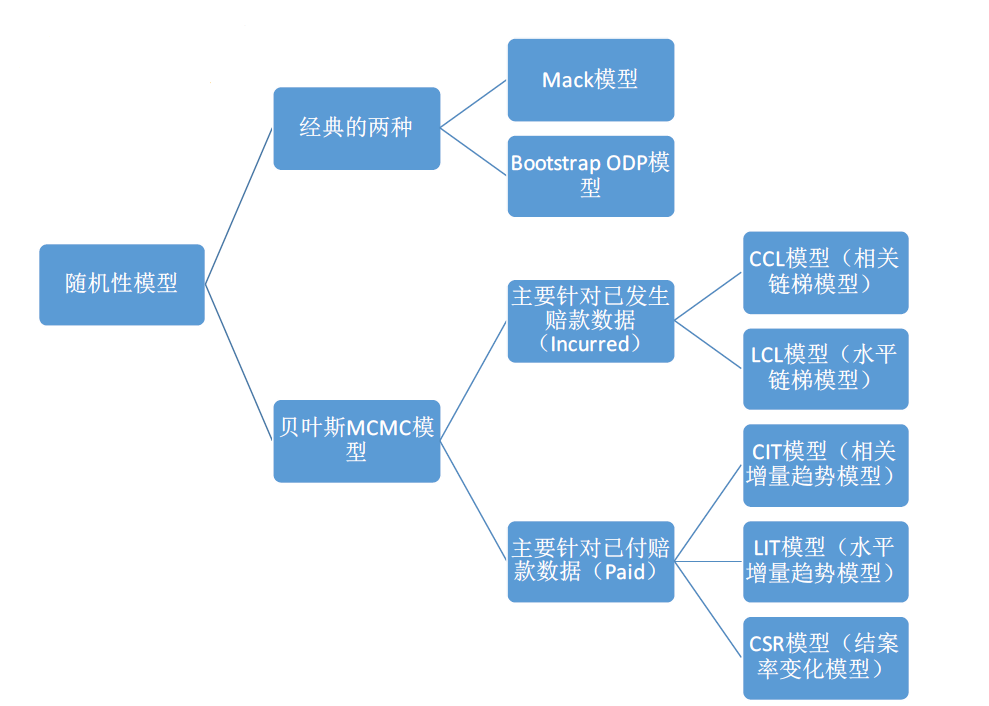 随机性模型
经典的两种
Mack模型
Bootstrap ODP模
型
贝叶斯MCMC模
型
主要针对已发生
赔款数据
（Incurred）
CCL模型（相关
链梯模型）
LCL模型（水平
链梯模型）
主要针对已付赔
款数据（Paid）
CIT模型（相关
增量趋势模型）
LIT模型（水平
增量趋势模型）
CSR模型（结案
率变化模型）